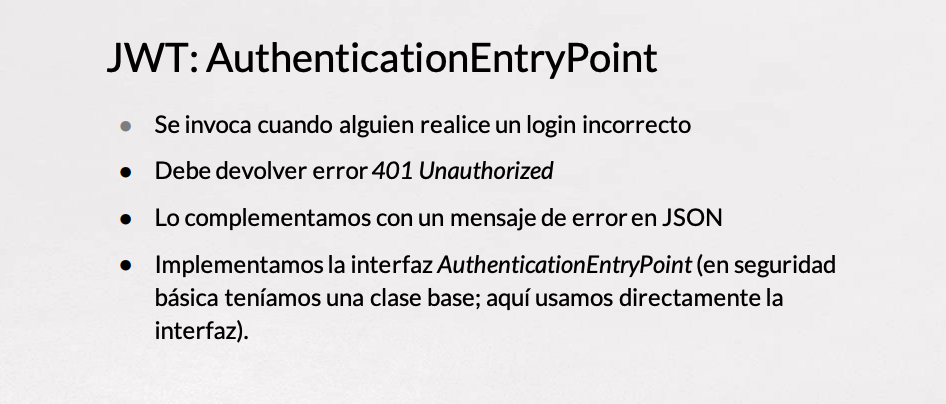 JWT: AuthenticationEntryPoint
● Se invoca cuando alguien realice un login incorrecto
● Debe devolver error 401 Unauthorized
● Lo complementamos con un mensaje de error en JSON
● Implementamos la interfaz AuthenticationEntryPoint (en seguridad
básica teníamos una clase base; aquí usamos directamente la
interfaz).